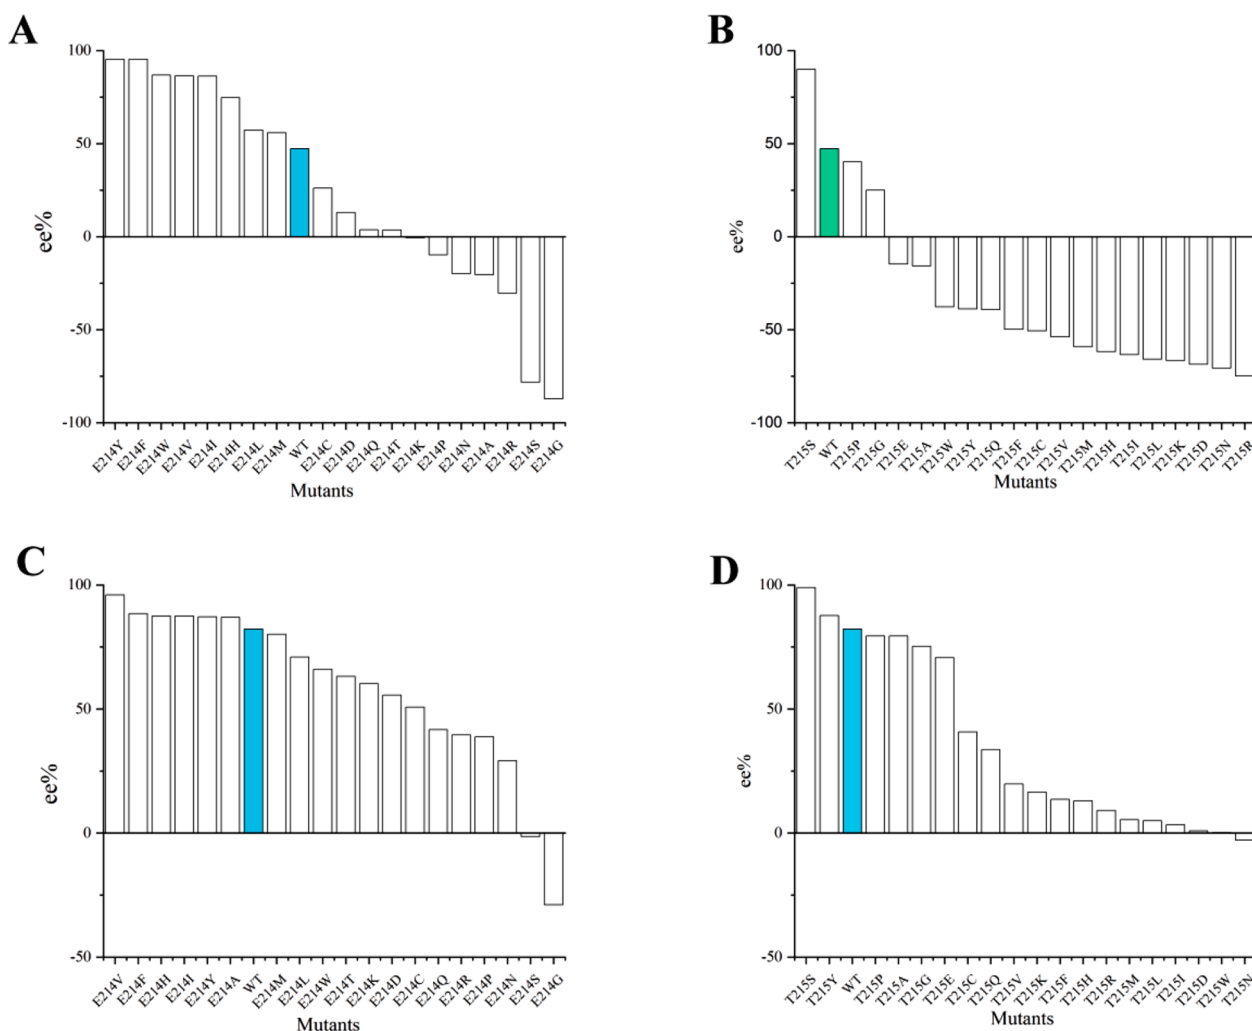 A
100
50
0
-50
-100
ee%
E214Y E214F E214W E214V E214I E214H E214L E214M WT E214C E214D E214Q E214T E214K E214P E214N E214A E214R E214S E214G
Mutants
B
100
50
0
-50
-100
ee%
T215S WT T215P T215G T215E T215A T215W T215Y T215Q T215F T215C T215V T215M T215H T215I T215L T215K T215D T215N T215R
Mutants
C
100
50
0
-50
ee%
E214V E214F E214H E214I E214Y E214A WT E214M E214L E214W E214T E214K E214D E214C E214Q E214R E214P E214N E214S E214G
Mutants
D
100
50
0
-50
ee%
T215S T215Y WT T215P T215A T215G T215E T215C T215Q T215V T215K T215F T215H T215R T215M T215L T215I T215D T215W T215N
Mutants